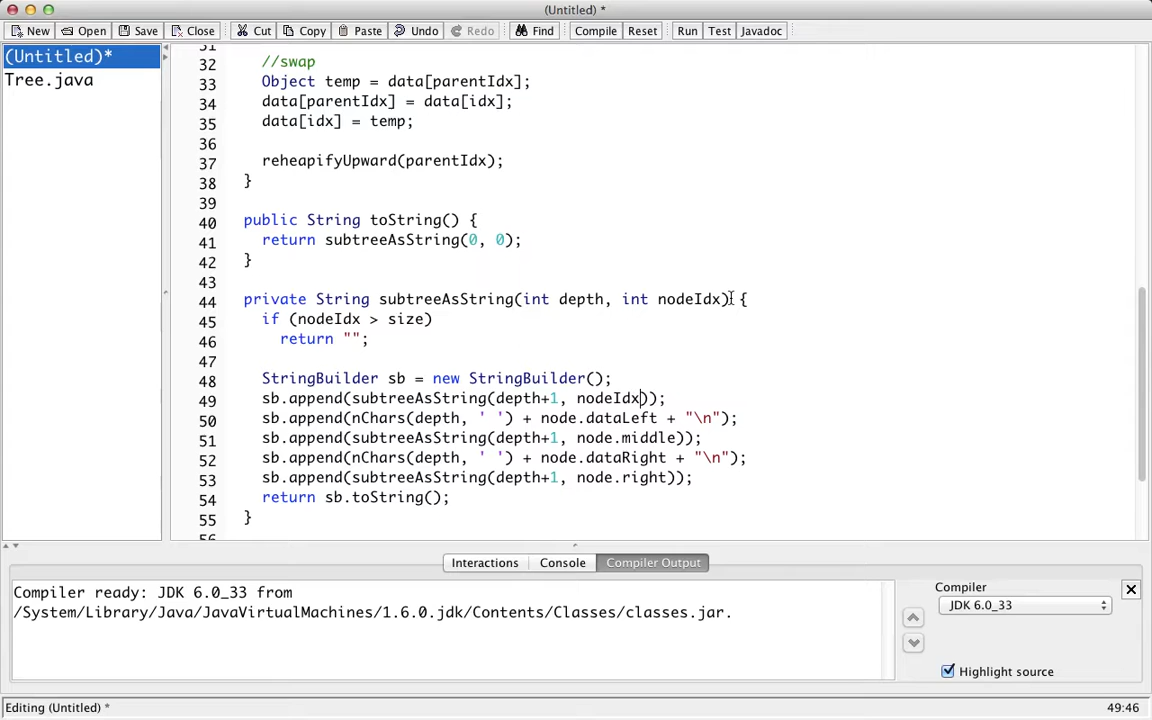 (Untitled) *
New Open Save Close Cut Copy Paste Undo Redo Find Compile Reset Run Test Javadoc
(Untitled)*
Tree.java
31
32 //swap
33 Object temp = data[parentIdx];
34 data[parentIdx] = data[idx];
35 data[idx] = temp;
36
37 reheapifyUpward(parentIdx);
38 }
39
40 public String toString() {
41 return subtreeAsString(0, 0);
42 }
43
44 private String subtreeAsString(int depth, int nodeIdx) {
45 if (nodeIdx > size)
46 return "";
47
48 StringBuilder sb = new StringBuilder();
49 sb.append(subtreeAsString(depth+1, nodeIdx));
50 sb.append(nChars(depth, ' ') + node.dataLeft + "\n");
51 sb.append(subtreeAsString(depth+1, node.middle));
52 sb.append(nChars(depth, ' ') + node.dataRight + "\n");
53 sb.append(subtreeAsString(depth+1, node.right));
54 return sb.toString();
55 }
56
Interactions Console Compiler Output
Compiler ready: JDK 6.0_33 from
/System/Library/Java/JavaVirtualMachines/1.6.0.jdk/Contents/Classes/classes.jar.
Compiler
JDK 6.0_33
Highlight source
Editing (Untitled) * 49:46